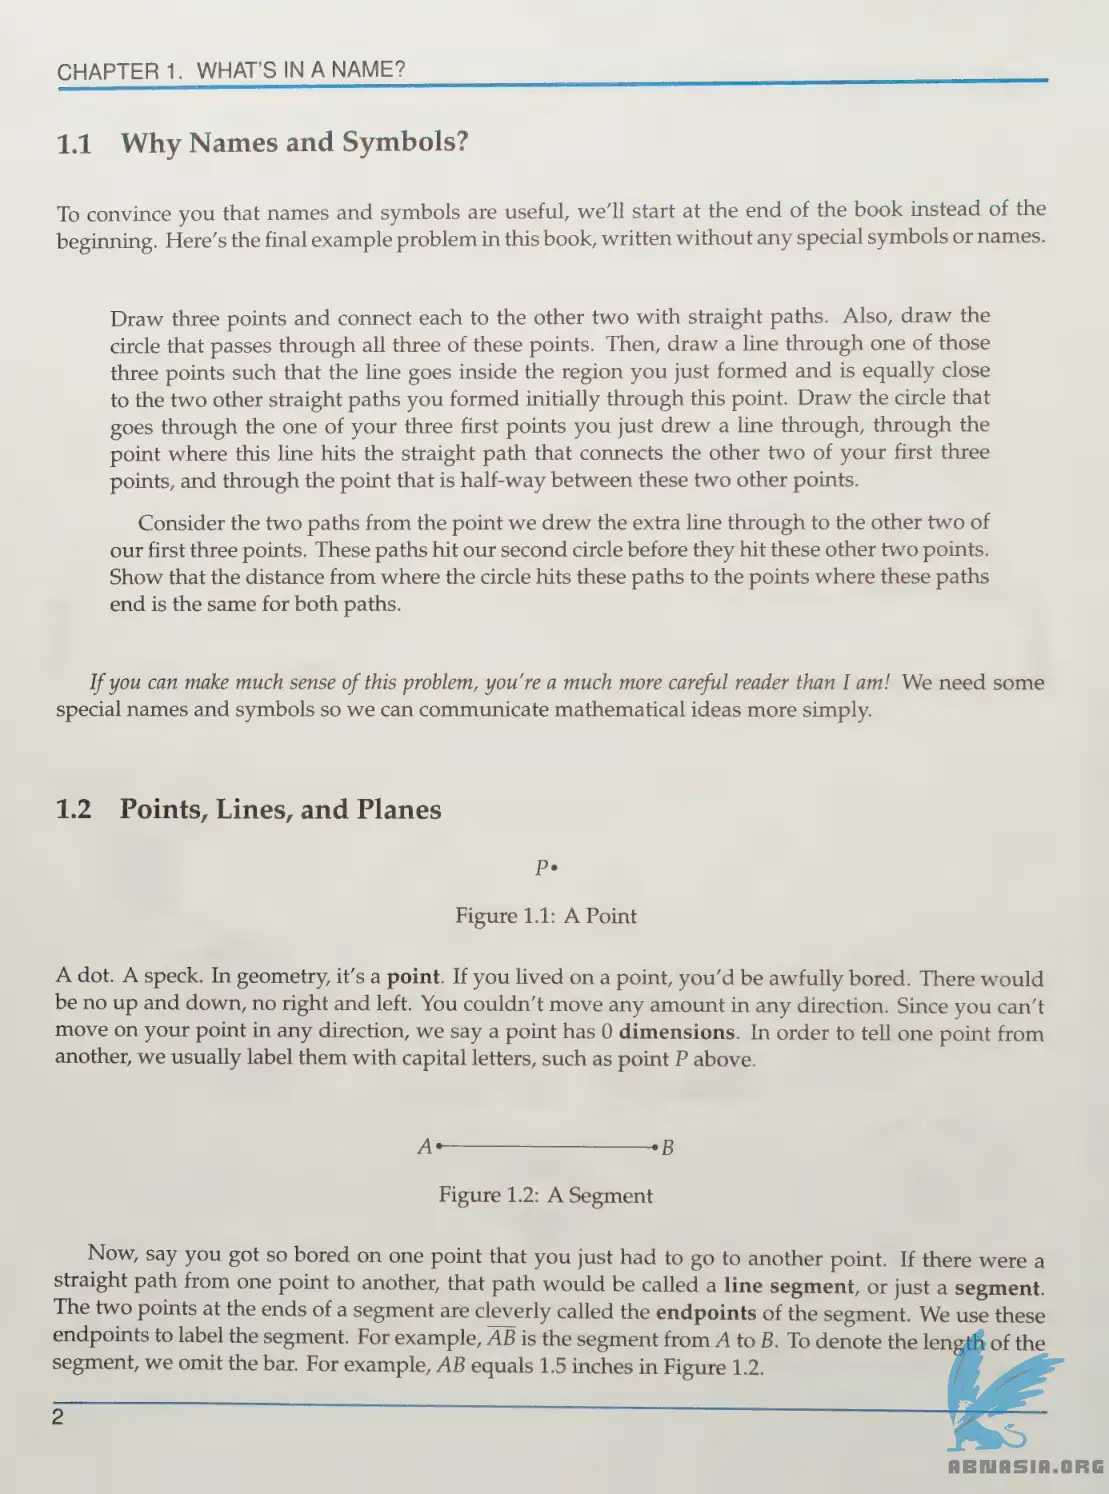 CHAPTER 1. WHAT'S IN A NAME?
1.1 Why Names and Symbols?
To convince you that names and symbols are useful, we'll start at the end of the book instead of the
beginning. Here's the final example problem in this book, written without any special symbols or names.
Draw three points and connect each to the other two with straight paths. Also, draw the
circle that passes through all three of these points. Then, draw a line through one of those
three points such that the line goes inside the region you just formed and is equally close
to the two other straight paths you formed initially through this point. Draw the circle that
goes through the one of your three first points you just drew a line through, through the
point where this line hits the straight path that connects the other two of your first three
points, and through the point that is half-way between these two other points.
Consider the two paths from the point we drew the extra line through to the other two of
our first three points. These paths hit our second circle before they hit these other two points.
Show that the distance from where the circle hits these paths to the points where these paths
end is the same for both paths.
If you can make much sense of this problem, you're a much more careful reader than I am! We need some
special names and symbols so we can communicate mathematical ideas more simply.
1.2 Points, Lines, and Planes
P•
Figure 1.1: A Point
A dot. A speck. In geometry, it's a point. If you lived on a point, you'd be awfully bored. There would
be no up and down, no right and left. You couldn't move any amount in any direction. Since you can't
move on your point in any direction, we say a point has 0 dimensions. In order to tell one point from
another, we usually label them with capital letters, such as point P above.
A B
Figure 1.2: A Segment
Now, say you got so bored on one point that you just had to go to another point. If there were a
straight path from one point to another, that path would be called a line segment, or just a segment.
The two points at the ends of a segment are cleverly called the endpoints of the segment. We use these
endpoints to label the segment. For example, A̅B̅ is the segment from A to B. To denote the length of the
segment, we omit the bar. For example, AB equals 1.5 inches in Figure 1.2.
2
ABNASIA.ORG